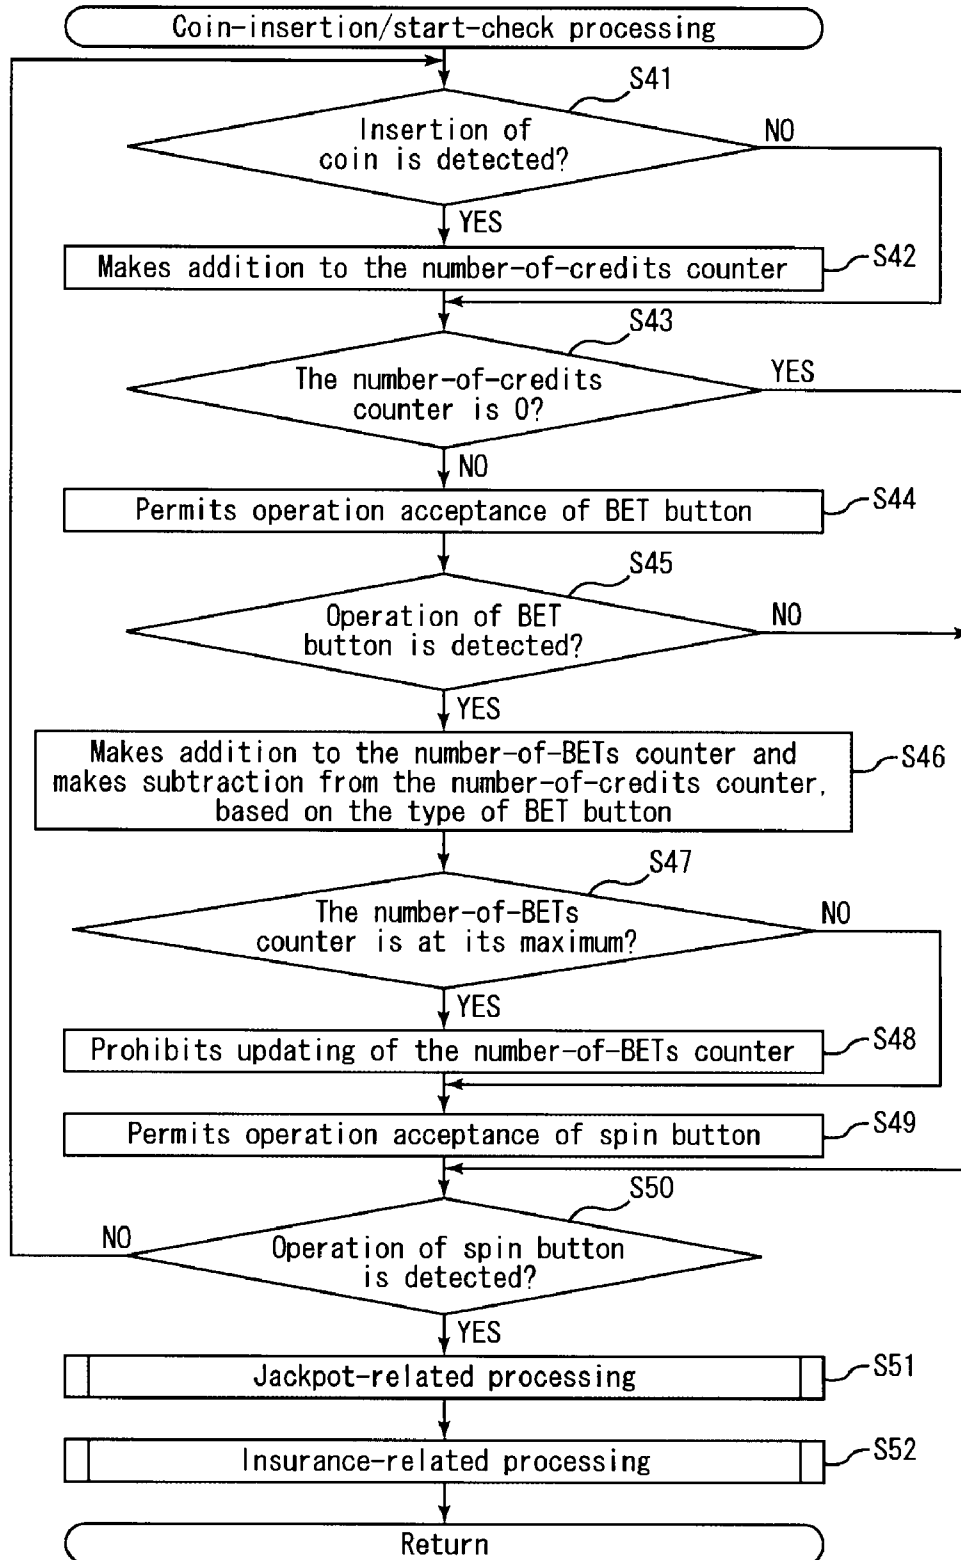 Coin-insertion/start-check processing
S41
Insertion of
coin is detected?
NO
YES
Makes addition to the number-of-credits counter
S42
S43
The number-of-credits
counter is 0?
YES
NO
Permits operation acceptance of BET button
S44
S45
Operation of BET
button is detected?
NO
YES
Makes addition to the number-of-BETs counter and
makes subtraction from the number-of-credits counter,
based on the type of BET button
S46
S47
The number-of-BETs
counter is at its maximum?
NO
YES
Prohibits updating of the number-of-BETs counter
S48
Permits operation acceptance of spin button
S49
S50
NO
Operation of spin button
is detected?
YES
Jackpot-related processing
S51
Insurance-related processing
S52
Return